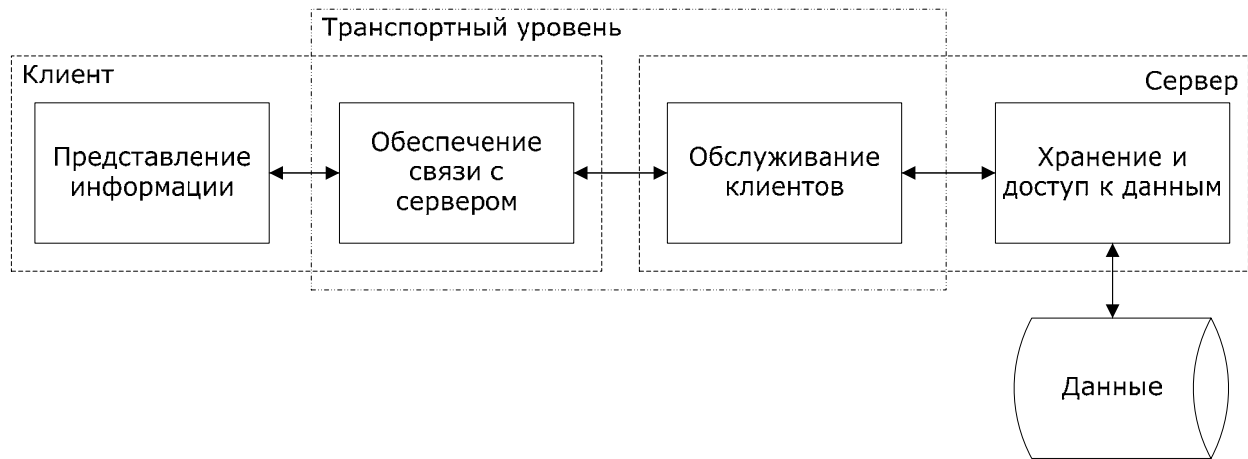 Транспортный уровень
Клиент
Сервер
Представление
информации
Обеспечение
связи с
сервером
Обслуживание
клиентов
Хранение и
доступ к данным
Данные